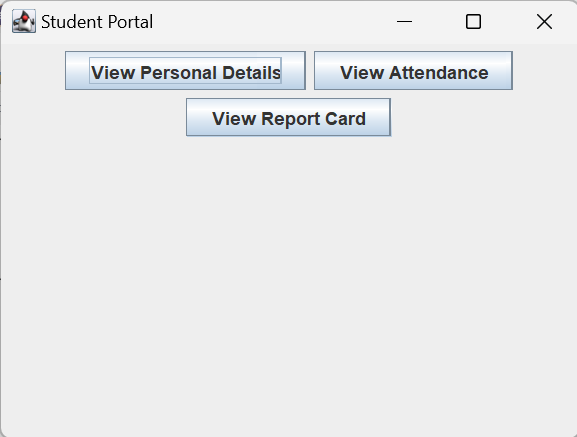 Student Portal
View Personal Details
View Attendance
View Report Card